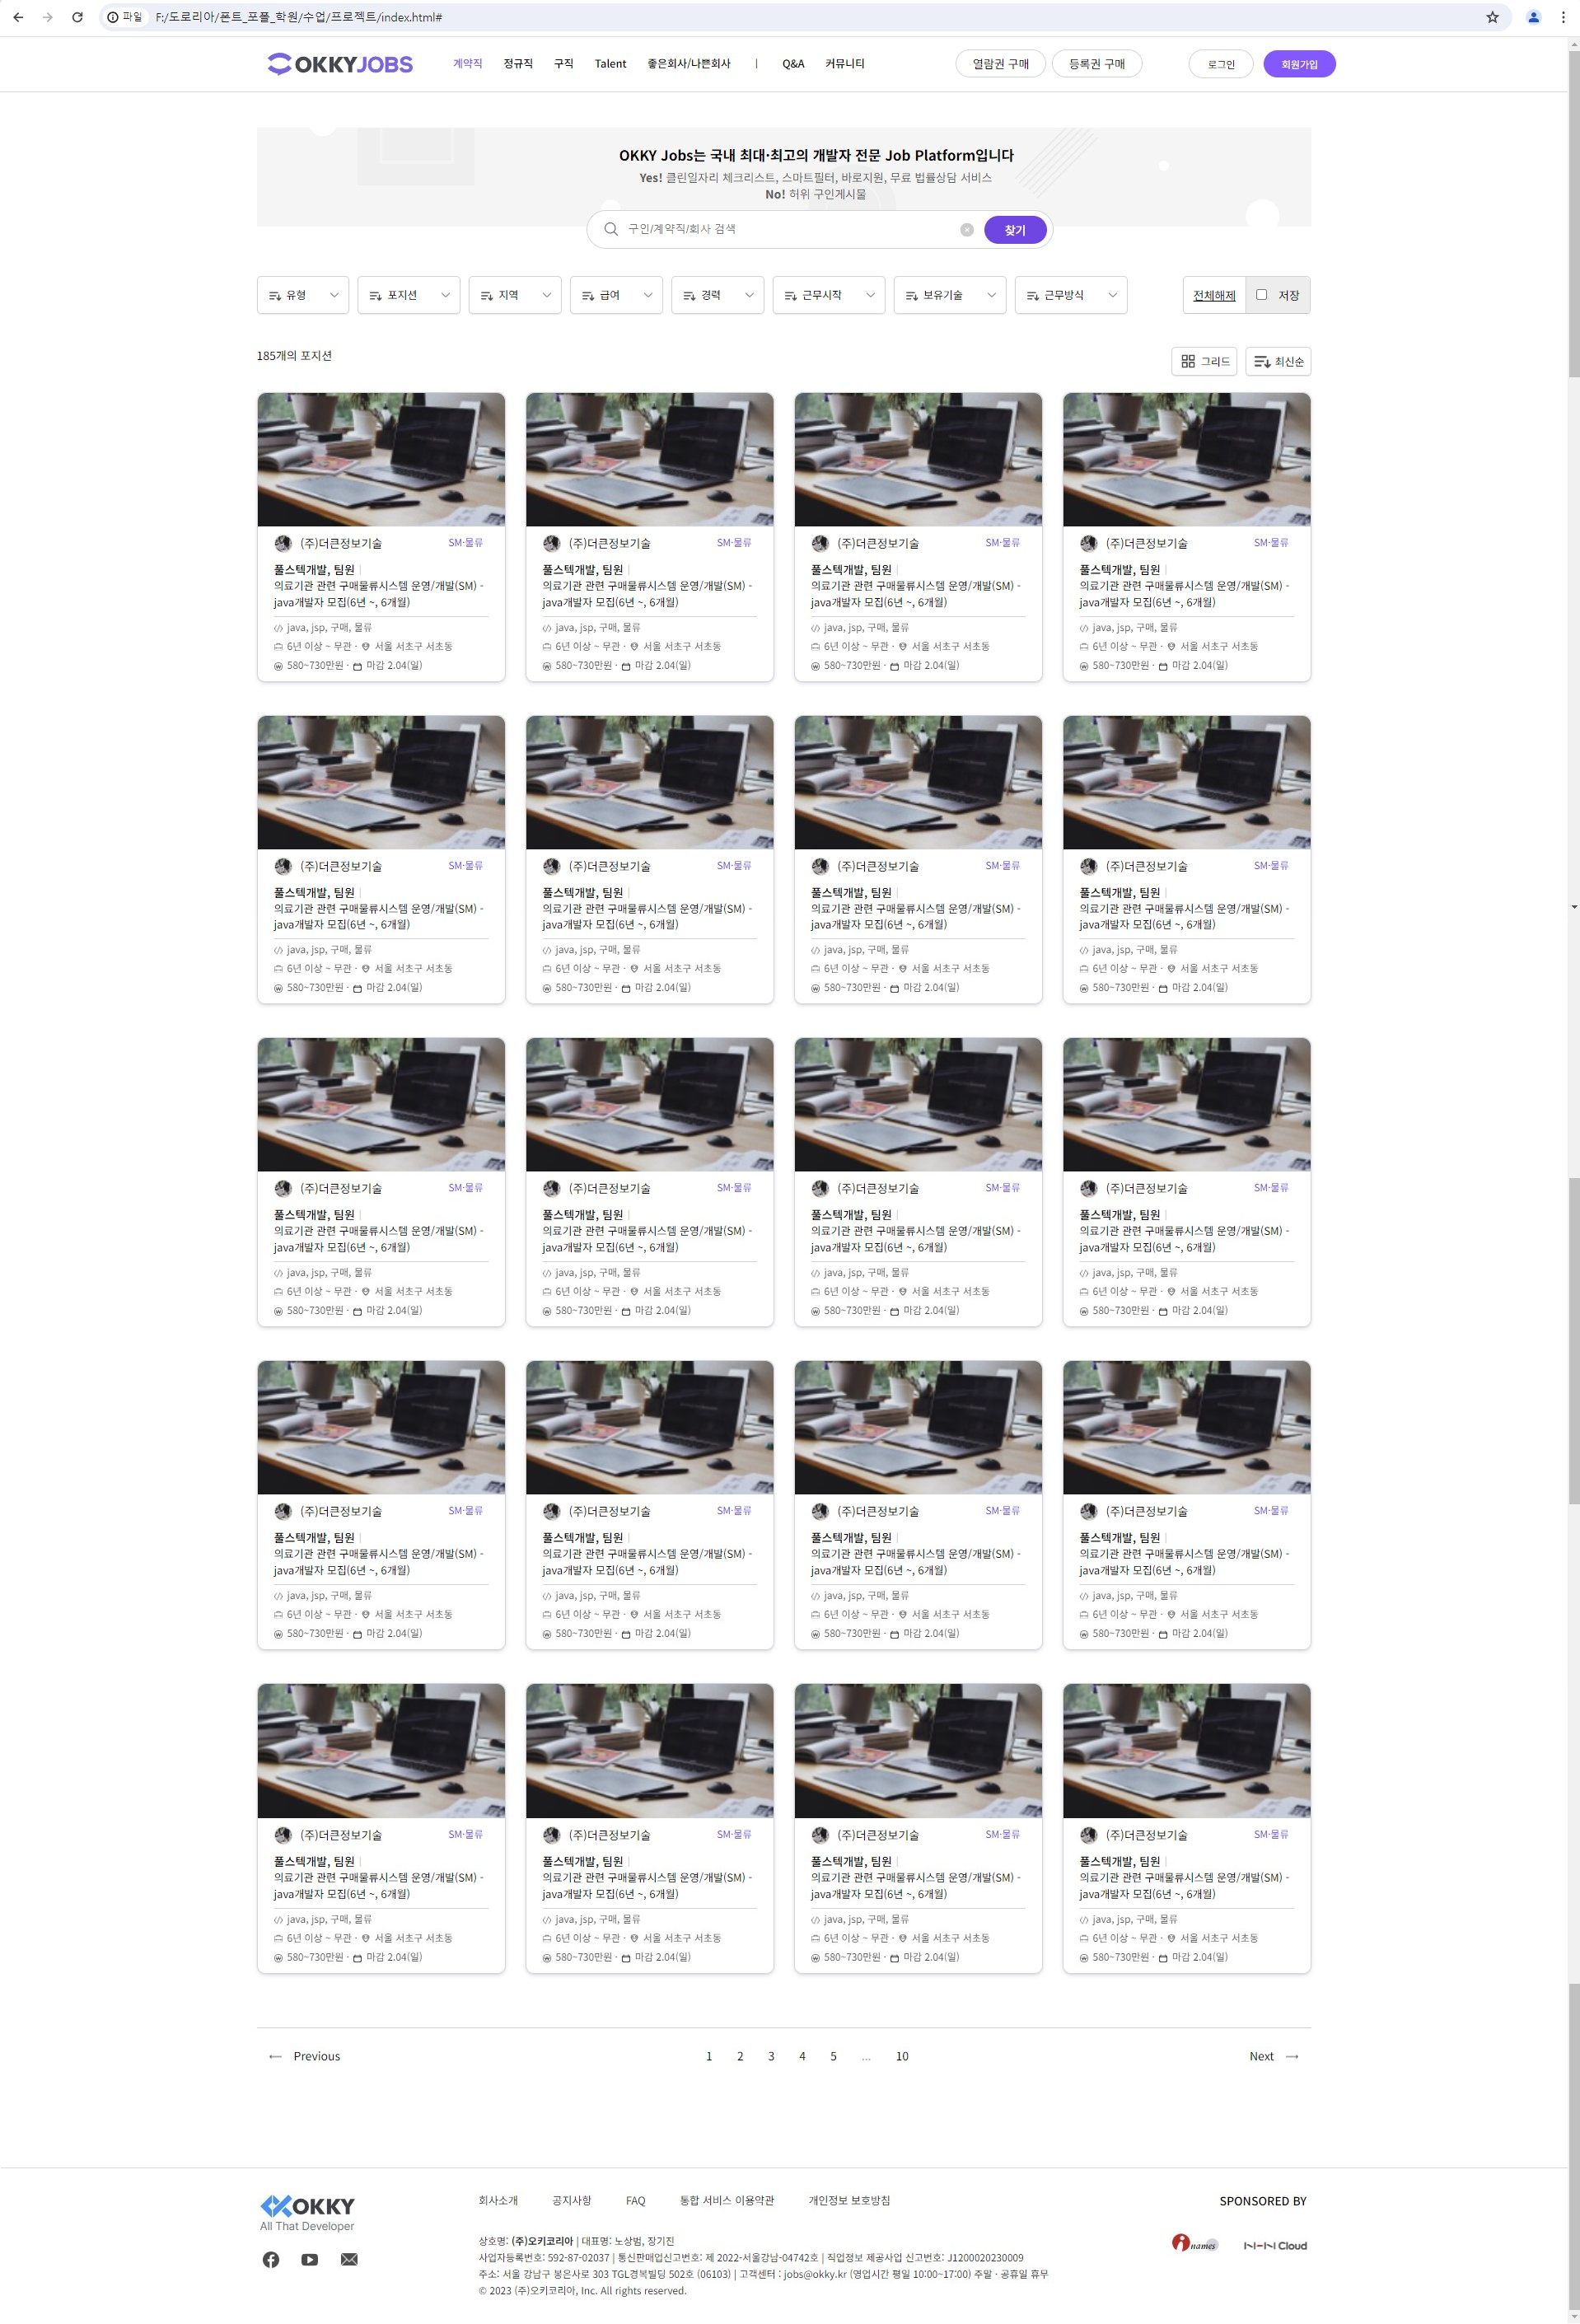 파일 F:/도로리아/폰트_포폴_학원/수업/프로젝트/index.html#
OKKYJOBS 계약직 정규직 구직 Talent 좋은회사/나쁜회사 | Q&A 커뮤니티 열람권 구매 등록권 구매 로그인 회원가입
OKKY Jobs는 국내 최대·최고의 개발자 전문 Job Platform입니다
Yes! 클린일자리 체크리스트, 스마트필터, 바로지원, 무료 법률상담 서비스
No! 허위 구인게시물
구인/계약직/회사 검색 찾기
유형 포지션 지역 급여 경력 근무시작 보유기술 근무방식 전체해제 저장
185개의 포지션 그리드 최신순
(주)더큰정보기술 SM·물류 (주)더큰정보기술 SM·물류 (주)더큰정보기술 SM·물류 (주)더큰정보기술 SM·물류
풀스텍개발, 팀원 | 풀스텍개발, 팀원 | 풀스텍개발, 팀원 | 풀스텍개발, 팀원 |
의료기관 관련 구매물류시스템 운영/개발(SM) - 의료기관 관련 구매물류시스템 운영/개발(SM) - 의료기관 관련 구매물류시스템 운영/개발(SM) - 의료기관 관련 구매물류시스템 운영/개발(SM) -
java개발자 모집(6년 ~, 6개월) java개발자 모집(6년 ~, 6개월) java개발자 모집(6년 ~, 6개월) java개발자 모집(6년 ~, 6개월)
java, jsp, 구매, 물류 java, jsp, 구매, 물류 java, jsp, 구매, 물류 java, jsp, 구매, 물류
6년 이상 ~ 무관 · 서울 서초구 서초동 6년 이상 ~ 무관 · 서울 서초구 서초동 6년 이상 ~ 무관 · 서울 서초구 서초동 6년 이상 ~ 무관 · 서울 서초구 서초동
580~730만원 · 마감 2.04(일) 580~730만원 · 마감 2.04(일) 580~730만원 · 마감 2.04(일) 580~730만원 · 마감 2.04(일)
(주)더큰정보기술 SM·물류 (주)더큰정보기술 SM·물류 (주)더큰정보기술 SM·물류 (주)더큰정보기술 SM·물류
풀스텍개발, 팀원 | 풀스텍개발, 팀원 | 풀스텍개발, 팀원 | 풀스텍개발, 팀원 |
의료기관 관련 구매물류시스템 운영/개발(SM) - 의료기관 관련 구매물류시스템 운영/개발(SM) - 의료기관 관련 구매물류시스템 운영/개발(SM) - 의료기관 관련 구매물류시스템 운영/개발(SM) -
java개발자 모집(6년 ~, 6개월) java개발자 모집(6년 ~, 6개월) java개발자 모집(6년 ~, 6개월) java개발자 모집(6년 ~, 6개월)
java, jsp, 구매, 물류 java, jsp, 구매, 물류 java, jsp, 구매, 물류 java, jsp, 구매, 물류
6년 이상 ~ 무관 · 서울 서초구 서초동 6년 이상 ~ 무관 · 서울 서초구 서초동 6년 이상 ~ 무관 · 서울 서초구 서초동 6년 이상 ~ 무관 · 서울 서초구 서초동
580~730만원 · 마감 2.04(일) 580~730만원 · 마감 2.04(일) 580~730만원 · 마감 2.04(일) 580~730만원 · 마감 2.04(일)
(주)더큰정보기술 SM·물류 (주)더큰정보기술 SM·물류 (주)더큰정보기술 SM·물류 (주)더큰정보기술 SM·물류
풀스텍개발, 팀원 | 풀스텍개발, 팀원 | 풀스텍개발, 팀원 | 풀스텍개발, 팀원 |
의료기관 관련 구매물류시스템 운영/개발(SM) - 의료기관 관련 구매물류시스템 운영/개발(SM) - 의료기관 관련 구매물류시스템 운영/개발(SM) - 의료기관 관련 구매물류시스템 운영/개발(SM) -
java개발자 모집(6년 ~, 6개월) java개발자 모집(6년 ~, 6개월) java개발자 모집(6년 ~, 6개월) java개발자 모집(6년 ~, 6개월)
java, jsp, 구매, 물류 java, jsp, 구매, 물류 java, jsp, 구매, 물류 java, jsp, 구매, 물류
6년 이상 ~ 무관 · 서울 서초구 서초동 6년 이상 ~ 무관 · 서울 서초구 서초동 6년 이상 ~ 무관 · 서울 서초구 서초동 6년 이상 ~ 무관 · 서울 서초구 서초동
580~730만원 · 마감 2.04(일) 580~730만원 · 마감 2.04(일) 580~730만원 · 마감 2.04(일) 580~730만원 · 마감 2.04(일)
(주)더큰정보기술 SM·물류 (주)더큰정보기술 SM·물류 (주)더큰정보기술 SM·물류 (주)더큰정보기술 SM·물류
풀스텍개발, 팀원 | 풀스텍개발, 팀원 | 풀스텍개발, 팀원 | 풀스텍개발, 팀원 |
의료기관 관련 구매물류시스템 운영/개발(SM) - 의료기관 관련 구매물류시스템 운영/개발(SM) - 의료기관 관련 구매물류시스템 운영/개발(SM) - 의료기관 관련 구매물류시스템 운영/개발(SM) -
java개발자 모집(6년 ~, 6개월) java개발자 모집(6년 ~, 6개월) java개발자 모집(6년 ~, 6개월) java개발자 모집(6년 ~, 6개월)
java, jsp, 구매, 물류 java, jsp, 구매, 물류 java, jsp, 구매, 물류 java, jsp, 구매, 물류
6년 이상 ~ 무관 · 서울 서초구 서초동 6년 이상 ~ 무관 · 서울 서초구 서초동 6년 이상 ~ 무관 · 서울 서초구 서초동 6년 이상 ~ 무관 · 서울 서초구 서초동
580~730만원 · 마감 2.04(일) 580~730만원 · 마감 2.04(일) 580~730만원 · 마감 2.04(일) 580~730만원 · 마감 2.04(일)
(주)더큰정보기술 SM·물류 (주)더큰정보기술 SM·물류 (주)더큰정보기술 SM·물류 (주)더큰정보기술 SM·물류
풀스텍개발, 팀원 | 풀스텍개발, 팀원 | 풀스텍개발, 팀원 | 풀스텍개발, 팀원 |
의료기관 관련 구매물류시스템 운영/개발(SM) - 의료기관 관련 구매물류시스템 운영/개발(SM) - 의료기관 관련 구매물류시스템 운영/개발(SM) - 의료기관 관련 구매물류시스템 운영/개발(SM) -
java개발자 모집(6년 ~, 6개월) java개발자 모집(6년 ~, 6개월) java개발자 모집(6년 ~, 6개월) java개발자 모집(6년 ~, 6개월)
java, jsp, 구매, 물류 java, jsp, 구매, 물류 java, jsp, 구매, 물류 java, jsp, 구매, 물류
6년 이상 ~ 무관 · 서울 서초구 서초동 6년 이상 ~ 무관 · 서울 서초구 서초동 6년 이상 ~ 무관 · 서울 서초구 서초동 6년 이상 ~ 무관 · 서울 서초구 서초동
580~730만원 · 마감 2.04(일) 580~730만원 · 마감 2.04(일) 580~730만원 · 마감 2.04(일) 580~730만원 · 마감 2.04(일)
← Previous 1 2 3 4 5 ... 10 Next →
OKKY 회사소개 공지사항 FAQ 통합 서비스 이용약관 개인정보 보호방침 SPONSORED BY
All That Developer
상호명: (주)오키코리아 | 대표명: 노상범, 장기진
inames NHN Cloud
사업자등록번호: 592-87-02037 | 통신판매업신고번호: 제 2022-서울강남-04742호 | 직업정보 제공사업 신고번호: J1200020230009
주소: 서울 강남구 봉은사로 303 TGL경복빌딩 502호 (06103) | 고객센터 : jobs@okky.kr (영업시간 평일 10:00~17:00) 주말 · 공휴일 휴무
© 2023 (주)오키코리아, Inc. All rights reserved.